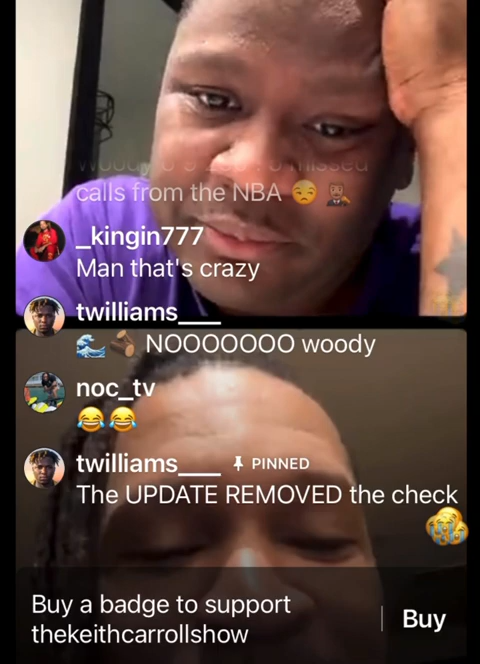 missed
calls from the NBA 😒 🤵🏽‍♂️
_kingin777
Man that's crazy
twilliams___
🌊 🪵 NOOOOOOO woody
noc_tv
😂😂
twilliams___ PINNED
The UPDATE REMOVED the check
😭
Buy a badge to support
thekeithcarrollshow
Buy